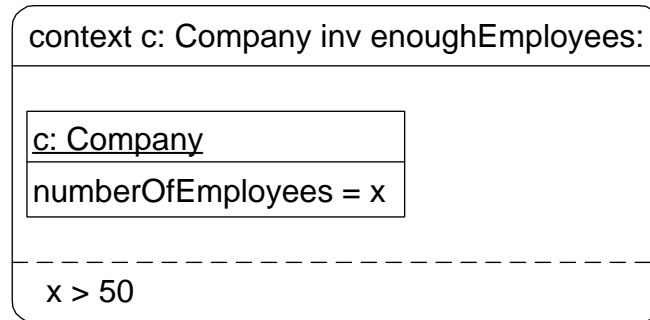 context c: Company inv enoughEmployees:
c: Company
numberOfEmployees = x
x > 50